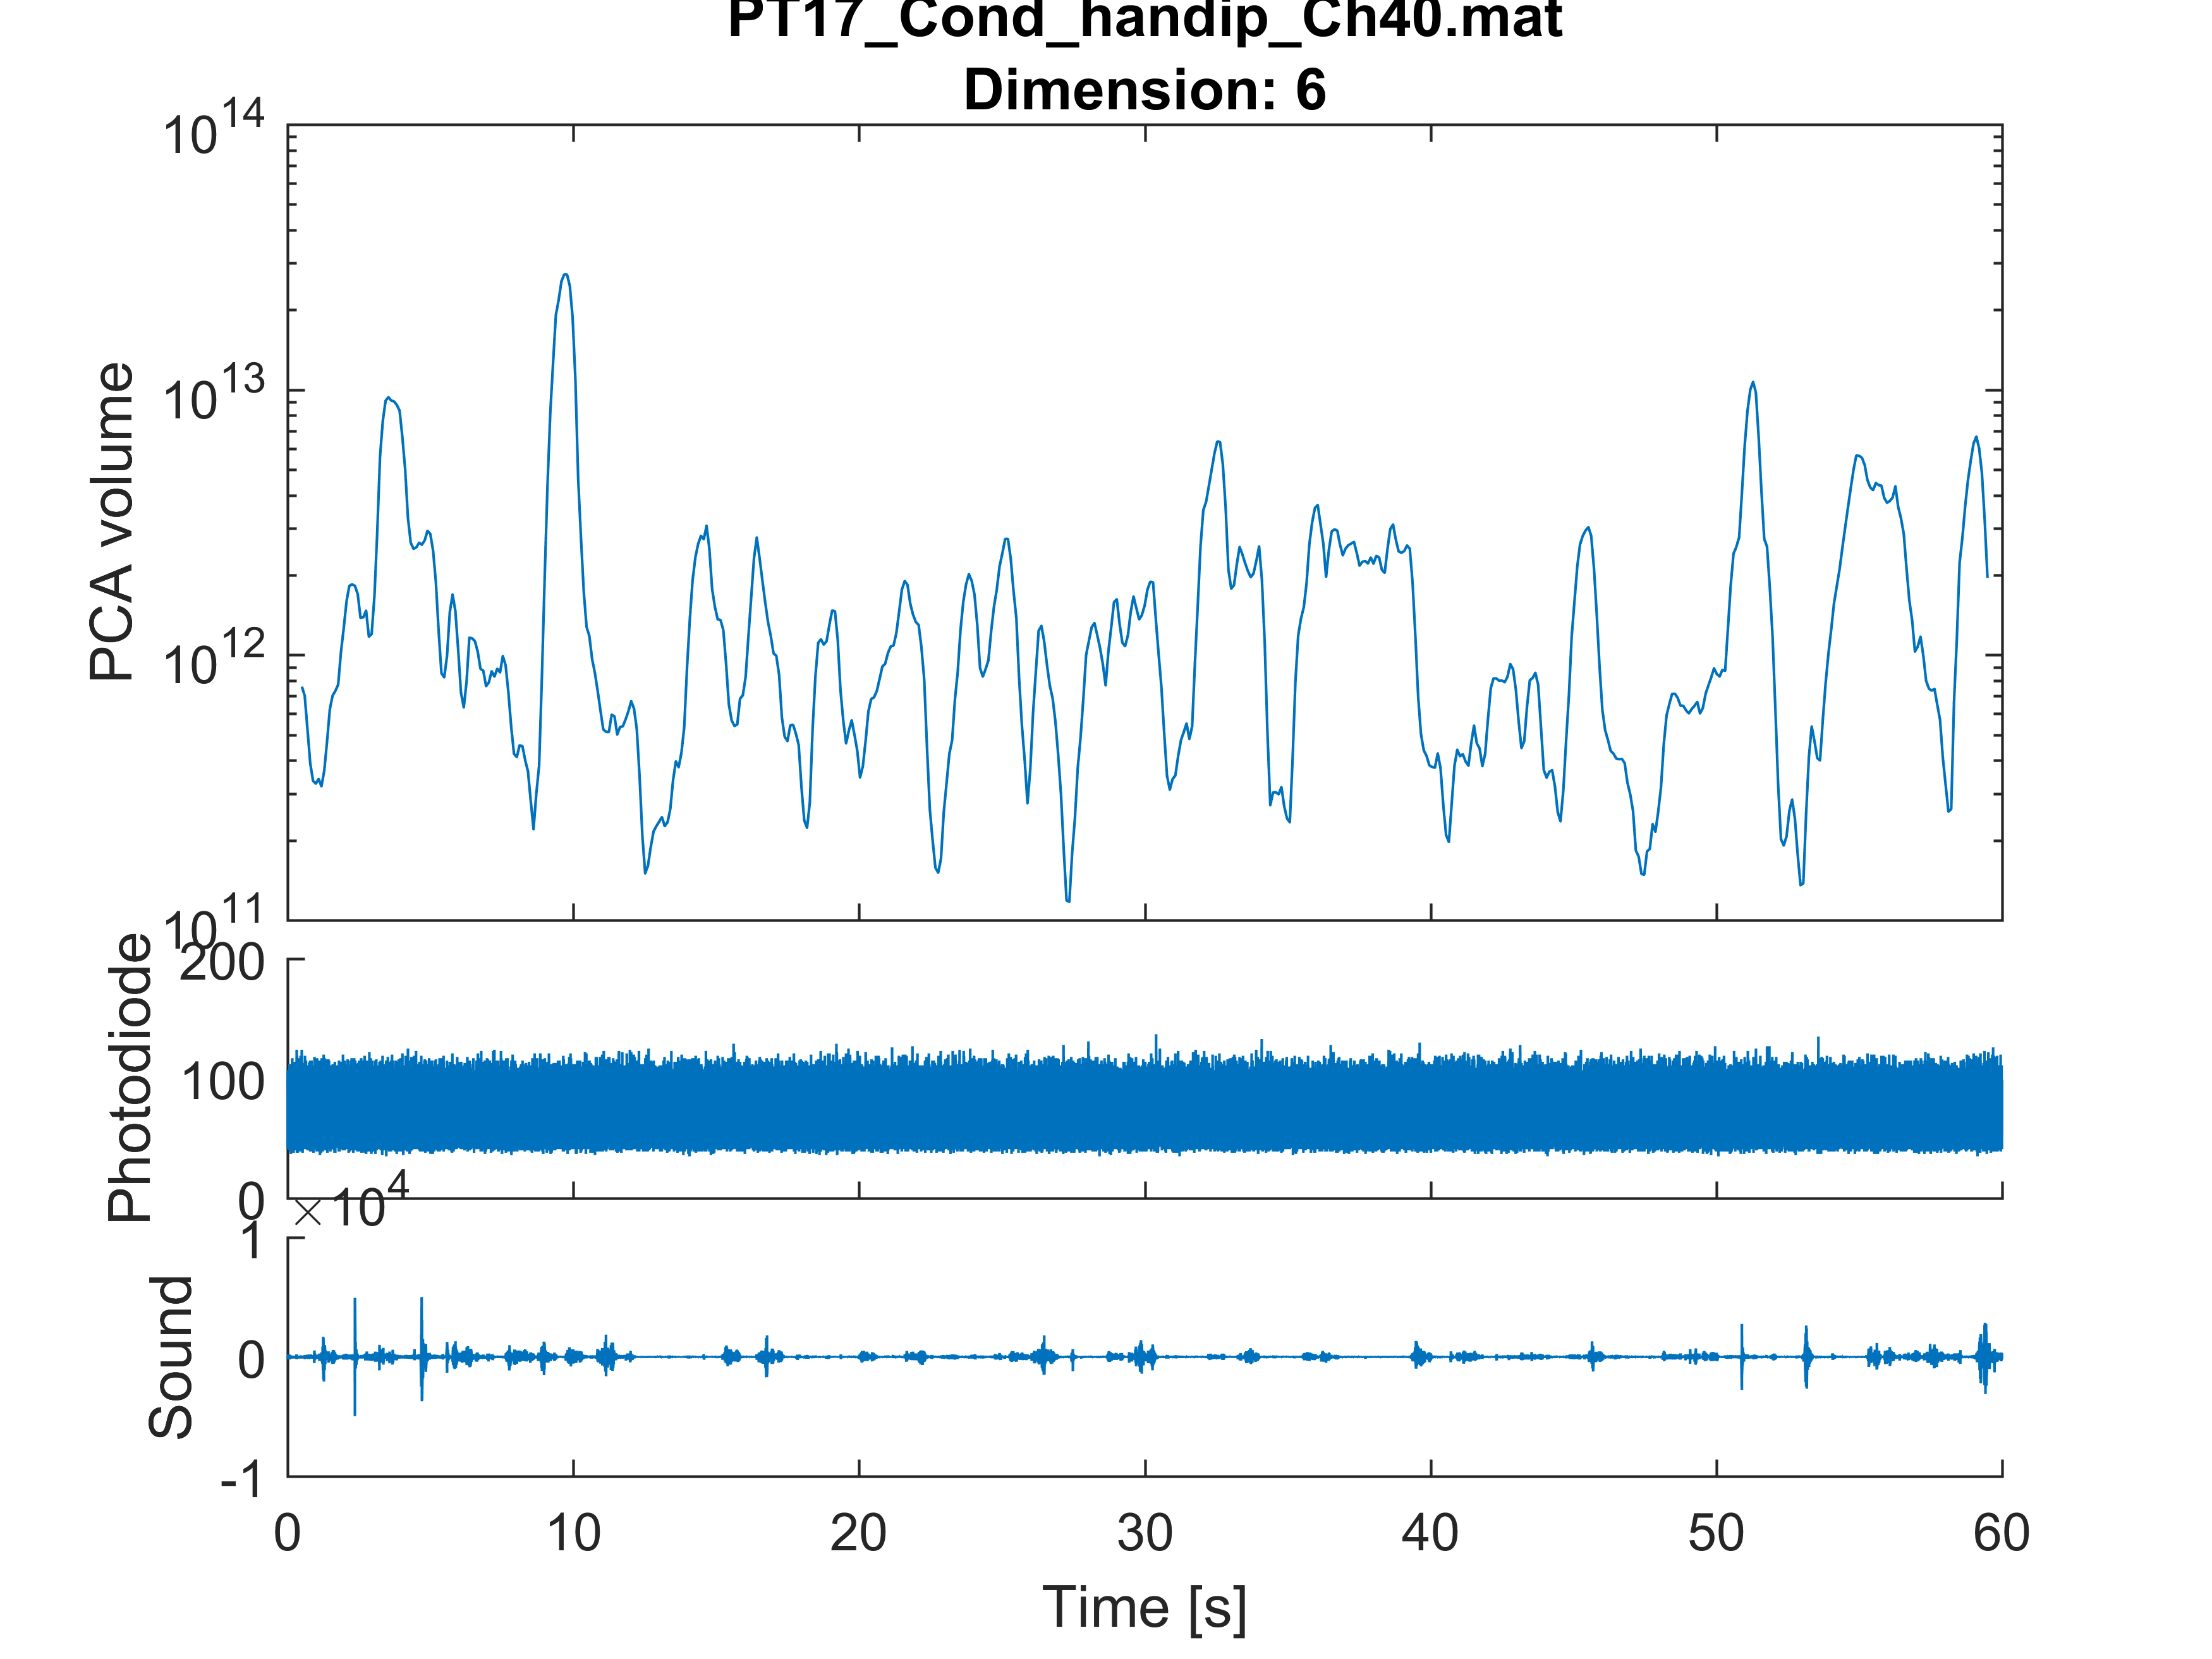 PT17_Cond_handip_Ch40.mat
Dimension: 6
10^14
10^13
10^12
10^11
PCA volume
200
100
0
Photodiode
×10^4
1
0
-1
Sound
0 10 20 30 40 50 60
Time [s]